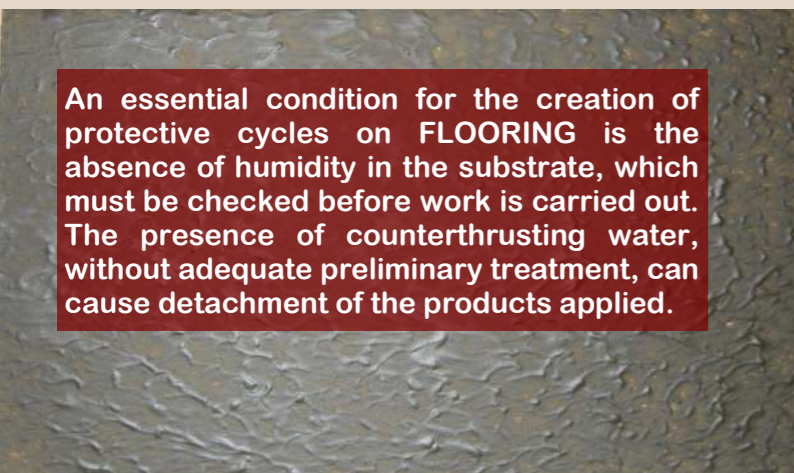 An essential condition for the creation of
protective cycles on FLOORING is the
absence of humidity in the substrate, which
must be checked before work is carried out.
The presence of counterthrusting water,
without adequate preliminary treatment, can
cause detachment of the products applied.